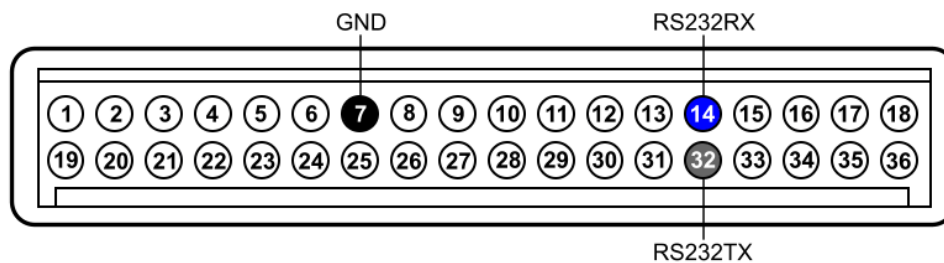 GND RS232RX
1 2 3 4 5 6 7 8 9 10 11 12 13 14 15 16 17 18
19 20 21 22 23 24 25 26 27 28 29 30 31 32 33 34 35 36
RS232TX